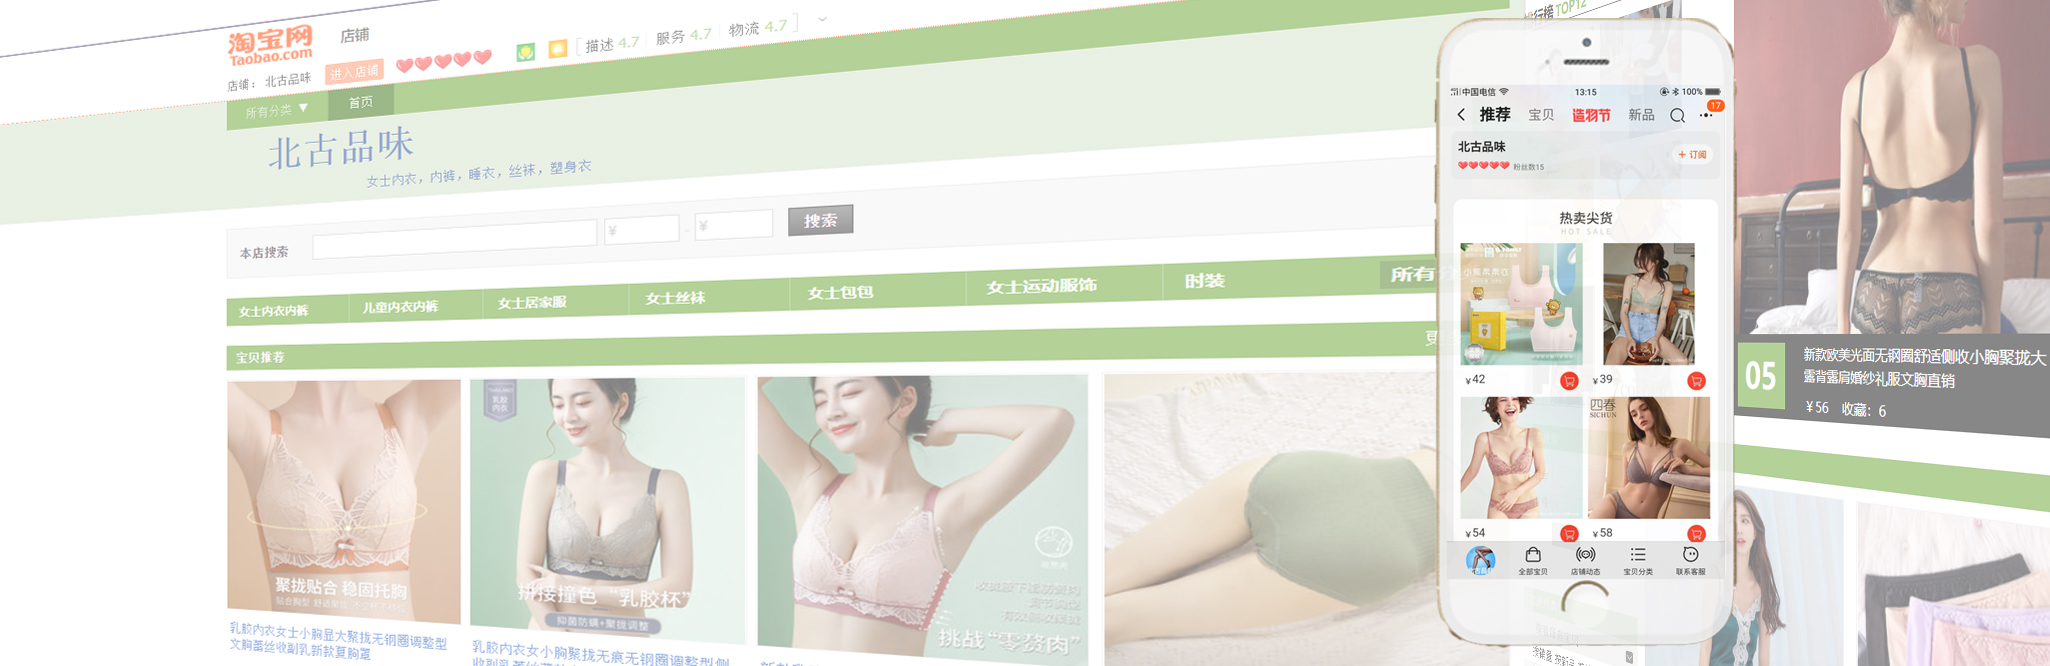 淘宝网
Taobao.com
店铺
店铺： 北古品味
进入店铺
描述 4.7
服务 4.7
物流 4.7
所有分类 ▼
首页
北古品味
女士内衣，内裤，睡衣，丝袜，塑身衣
本店搜索
¥
-
¥
搜索
女士内衣内裤
儿童内衣内裤
女士居家服
女士丝袜
女士包包
女士运动服饰
时装
所有
宝贝推荐
更
聚拢贴合 稳固托胸
乳胶内衣女士小胸显大聚拢无钢圈调整型
文胸蕾丝收副乳新款夏胸罩
乳胶
内衣
拼接撞色 “乳胶杯”
抑菌防螨+聚拢调整
乳胶内衣女小胸聚拢无痕无钢圈调整型侧
挑战“零赘肉”
排行榜 TOP12
中国电信
13:15
100%
17
推荐
宝贝
造物节
新品
北古品味
粉丝数15
+ 订阅
热卖尖货
HOT SALE
¥42
¥39
四春
SICHUN
¥54
¥58
全部宝贝
店铺动态
宝贝分类
联系客服
05
新款欧美光面无钢圈舒适侧收小胸聚拢大
露背露肩婚纱礼服文胸直销
¥56 收藏：6